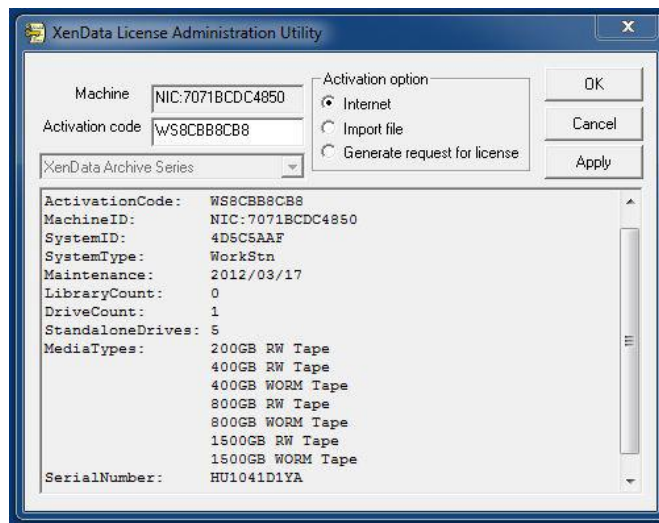 XenData License Administration Utility
Machine NIC:7071BCDC4850
Activation code WS8CBB8CB8
XenData Archive Series
Activation option
Internet
Import file
Generate request for license
OK
Cancel
Apply
ActivationCode: WS8CBB8CB8
MachineID: NIC:7071BCDC4850
SystemID: 4D5C5AAF
SystemType: WorkStn
Maintenance: 2012/03/17
LibraryCount: 0
DriveCount: 1
StandaloneDrives: 5
MediaTypes: 200GB RW Tape
400GB RW Tape
400GB WORM Tape
800GB RW Tape
800GB WORM Tape
1500GB RW Tape
1500GB WORM Tape
SerialNumber: HU1041D1YA